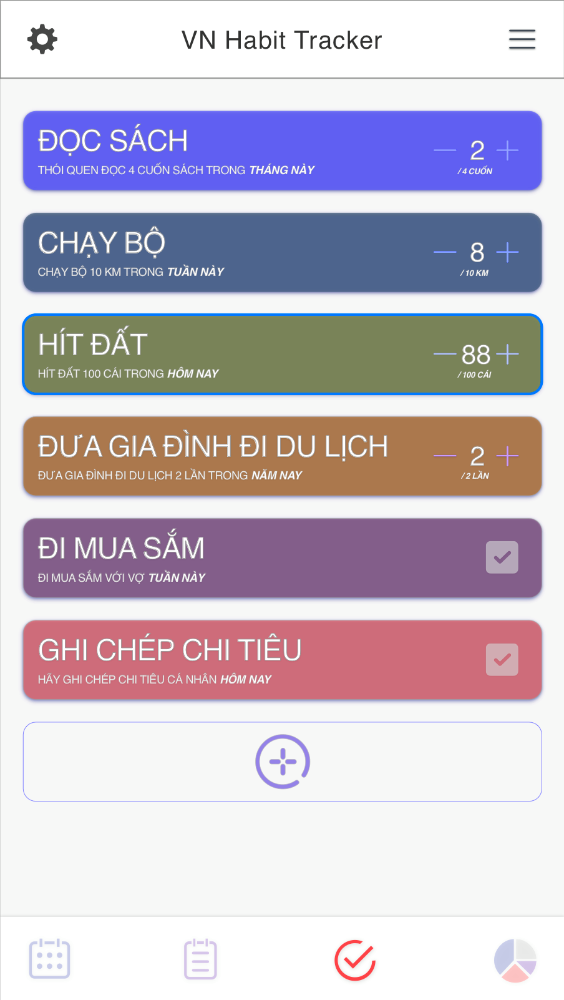 VN Habit Tracker
ĐỌC SÁCH
THÓI QUEN ĐỌC 4 CUỐN SÁCH TRONG THÁNG NÀY
2
/ 4 CUỐN
CHẠY BỘ
CHẠY BỘ 10 KM TRONG TUẦN NÀY
8
/ 10 KM
HÍT ĐẤT
HÍT ĐẤT 100 CÁI TRONG HÔM NAY
88
/ 100 CÁI
ĐƯA GIA ĐÌNH ĐI DU LỊCH
ĐƯA GIA ĐÌNH ĐI DU LỊCH 2 LẦN TRONG NĂM NAY
2
/ 2 LẦN
ĐI MUA SẮM
ĐI MUA SẮM VỚI VỢ TUẦN NÀY
GHI CHÉP CHI TIÊU
HÃY GHI CHÉP CHI TIÊU CÁ NHÂN HÔM NAY